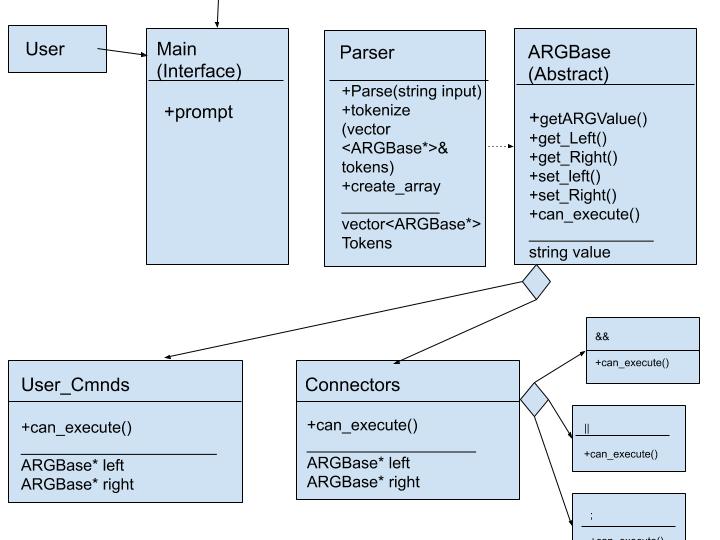 User
Main
(Interface)
+prompt
Parser
+Parse(string input)
+tokenize
(vector
<ARGBase*>&
tokens)
+create_array
vector<ARGBase*>
Tokens
ARGBase
(Abstract)
+getARGValue()
+get_Left()
+get_Right()
+set_left()
+set_Right()
+can_execute()
string value
User_Cmnds
+can_execute()
ARGBase* left
ARGBase* right
Connectors
+can_execute()
ARGBase* left
ARGBase* right
&&
+can_execute()
||
+can_execute()
;